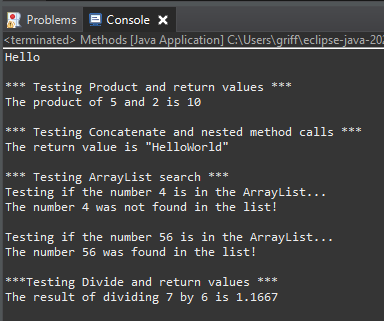 Problems Console
<terminated> Methods [Java Application] C:\Users\griff\eclipse-java-202
Hello
*** Testing Product and return values ***
The product of 5 and 2 is 10
*** Testing Concatenate and nested method calls ***
The return value is "HelloWorld"
*** Testing ArrayList search ***
Testing if the number 4 is in the ArrayList...
The number 4 was not found in the list!
Testing if the number 56 is in the ArrayList...
The number 56 was found in the list!
***Testing Divide and return values ***
The result of dividing 7 by 6 is 1.1667